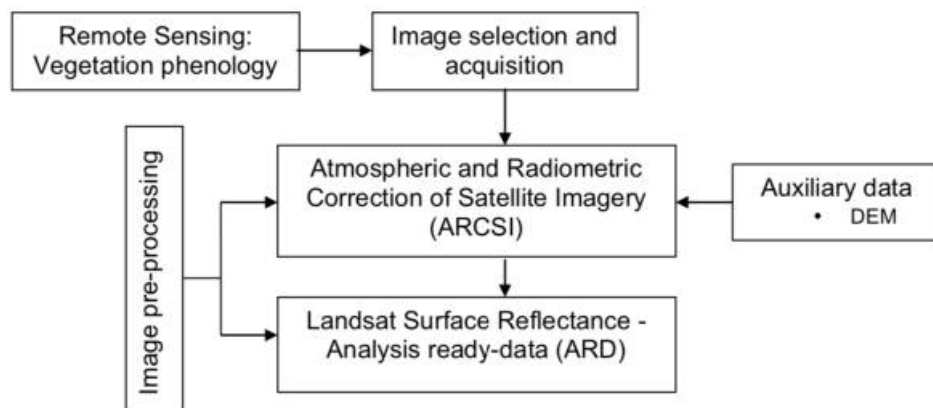 Remote Sensing:
Vegetation phenology
Image selection and
acquisition
Image pre-processing
Atmospheric and Radiometric
Correction of Satellite Imagery
(ARCSI)
Auxiliary data
• DEM
Landsat Surface Reflectance -
Analysis ready-data (ARD)